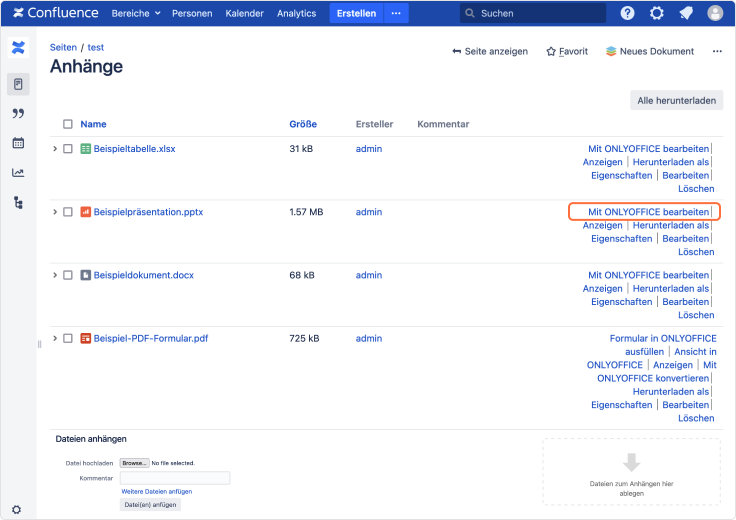 Confluence Bereiche Personen Kalender Analytics Erstellen ··· Suchen
Seiten / test
Anhänge
Seite anzeigen Favorit Neues Dokument ···
Alle herunterladen
Name Größe Ersteller Kommentar
Beispieltabelle.xlsx 31 kB admin Mit ONLYOFFICE bearbeiten |
Anzeigen | Herunterladen als |
Eigenschaften | Bearbeiten |
Löschen
Beispielpräsentation.pptx 1.57 MB admin Mit ONLYOFFICE bearbeiten |
Anzeigen | Herunterladen als |
Eigenschaften | Bearbeiten |
Löschen
Beispieldokument.docx 68 kB admin Mit ONLYOFFICE bearbeiten |
Anzeigen | Herunterladen als |
Eigenschaften | Bearbeiten |
Löschen
Beispiel-PDF-Formular.pdf 725 kB admin Formular in ONLYOFFICE
ausfüllen | Ansicht in
ONLYOFFICE | Anzeigen | Mit
ONLYOFFICE konvertieren |
Herunterladen als |
Eigenschaften | Bearbeiten |
Löschen
Dateien anhängen
Datei hochladen Browse... No file selected.
Kommentar
Weitere Dateien anfügen
Datei(en) anfügen
Dateien zum Anhängen hier
ablegen